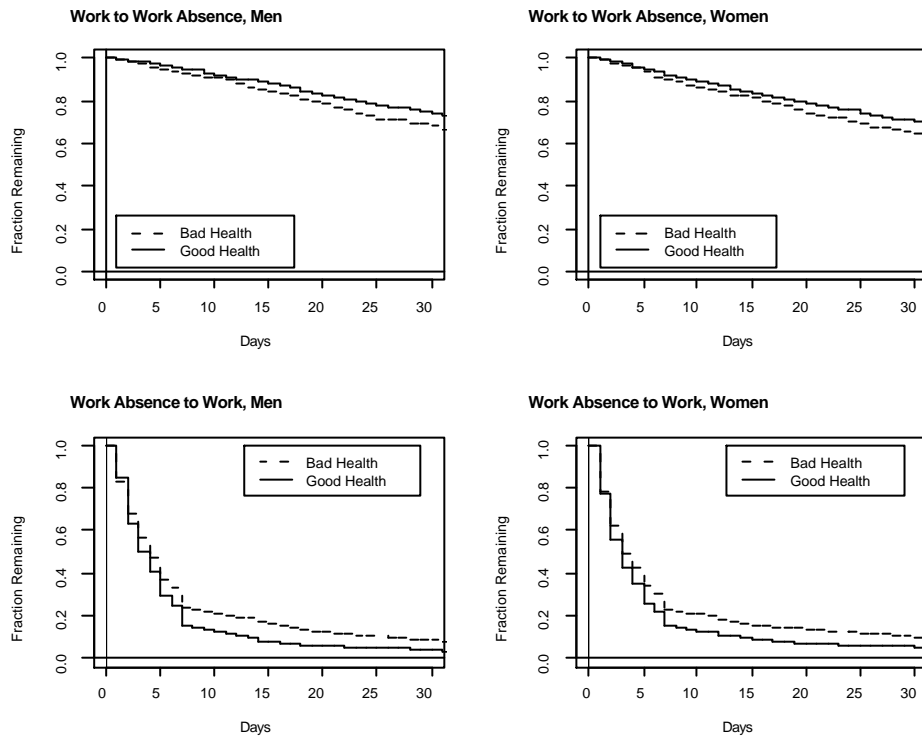 Work to Work Absence, Men
Fraction Remaining
1.0
0.8
0.6
0.4
0.2
0.0
Bad Health
Good Health
0 5 10 15 20 25 30
Days
Work to Work Absence, Women
Fraction Remaining
1.0
0.8
0.6
0.4
0.2
0.0
Bad Health
Good Health
0 5 10 15 20 25 30
Days
Work Absence to Work, Men
Fraction Remaining
1.0
0.8
0.6
0.4
0.2
0.0
Bad Health
Good Health
0 5 10 15 20 25 30
Days
Work Absence to Work, Women
Fraction Remaining
1.0
0.8
0.6
0.4
0.2
0.0
Bad Health
Good Health
0 5 10 15 20 25 30
Days